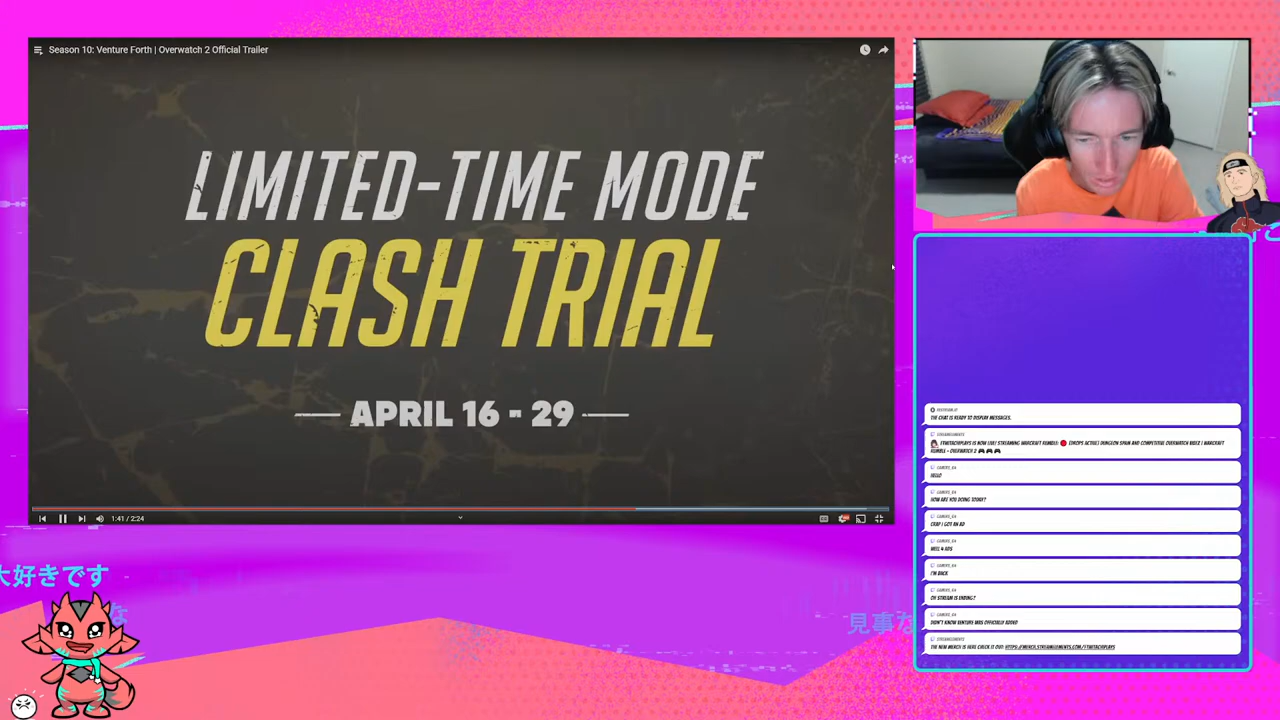 Season 10: Venture Forth | Overwatch 2 Official Trailer
LIMITED-TIME MODE
CLASH TRIAL
APRIL 16 - 29
1:41 / 2:24
THE CHAT IS READY TO DISPLAY MESSAGES.
STREAMELEMENTS
HELLO
HOW ARE YOU DOING TODAY?
CRAP I GOT AN AD
WELL 4 ADS
I'M BACK
OH STREAM IS ENDING?
DIDN'T KNOW VENTURE WAS OFFICIALLY ADDED
STREAMELEMENTS
THE NEW MERCH IS HERE CHECK IT OUT:
大好きです
な
見事な